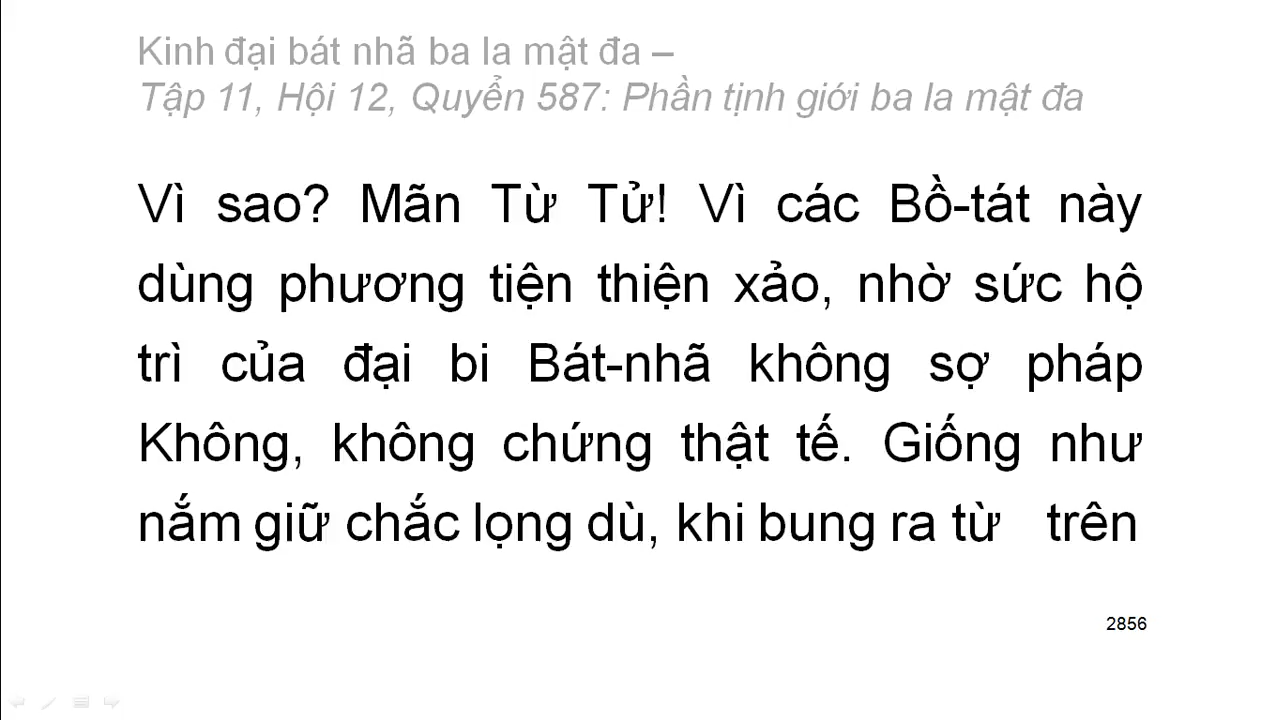 Kinh đại bát nhã ba la mật đa –
Tập 11, Hội 12, Quyển 587: Phần tịnh giới ba la mật đa
Vì sao? Mãn Từ Tử! Vì các Bồ-tát này
dùng phương tiện thiện xảo, nhờ sức hộ
trì của đại bi Bát-nhã không sợ pháp
Không, không chứng thật tế. Giống như
nắm giữ chắc lọng dù, khi bung ra từ trên
2856